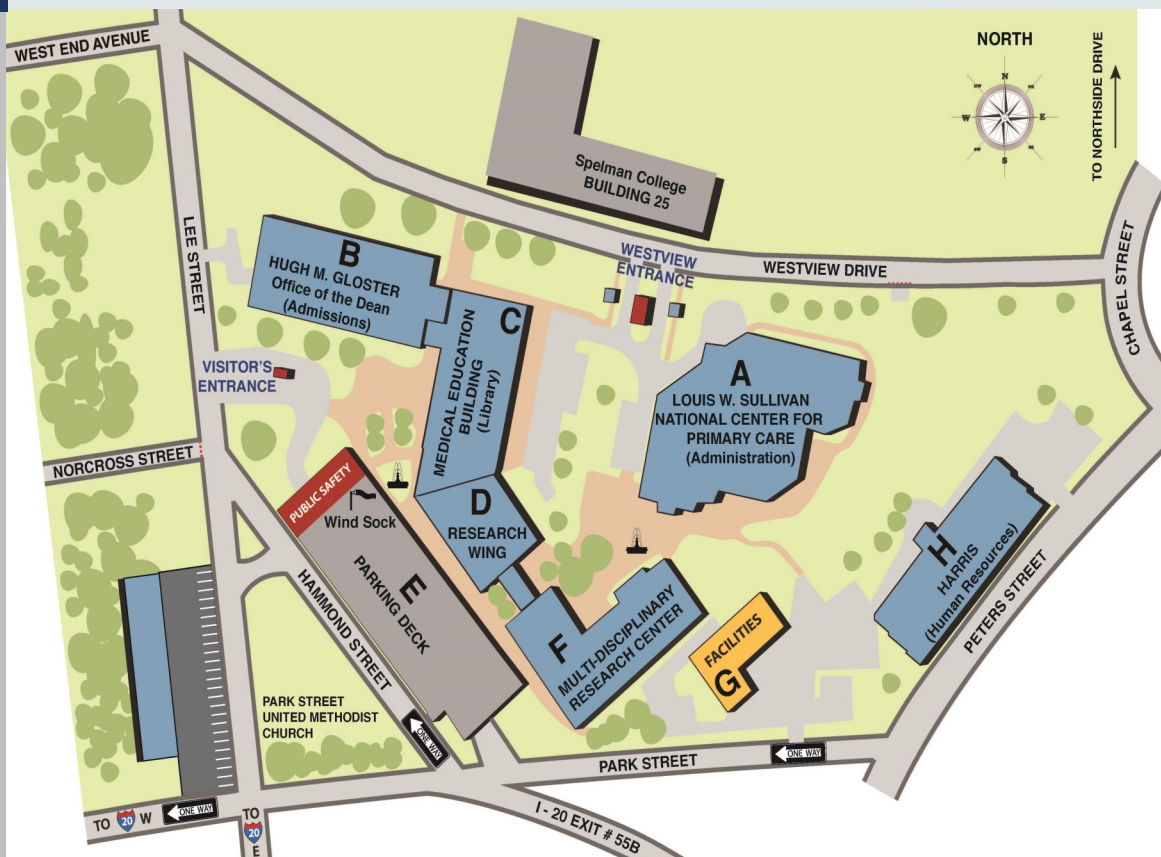 WEST END AVENUE
NORTH
N
NW
NE
W
E
SW
SE
S
TO NORTHSIDE DRIVE
Spelman College
BUILDING 25
LEE STREET
B
HUGH M. GLOSTER
Office of the Dean
(Admissions)
WESTVIEW
ENTRANCE
WESTVIEW DRIVE
CHAPEL STREET
C
MEDICAL EDUCATION
BUILDING
(Library)
VISITOR'S
ENTRANCE
A
LOUIS W. SULLIVAN
NATIONAL CENTER FOR
PRIMARY CARE
(Administration)
NORCROSS STREET
PUBLIC SAFETY
Wind Sock
D
RESEARCH
WING
E
PARKING DECK
H
HARRIS
(Human Resources)
PETERS STREET
HAMMOND STREET
F
MULTI-DISCIPLINARY
RESEARCH CENTER
FACILITIES
G
PARK STREET
UNITED METHODIST
CHURCH
ONE WAY
PARK STREET
ONE WAY
TO 20 W
ONE WAY
TO
20
E
I - 20 EXIT # 55B